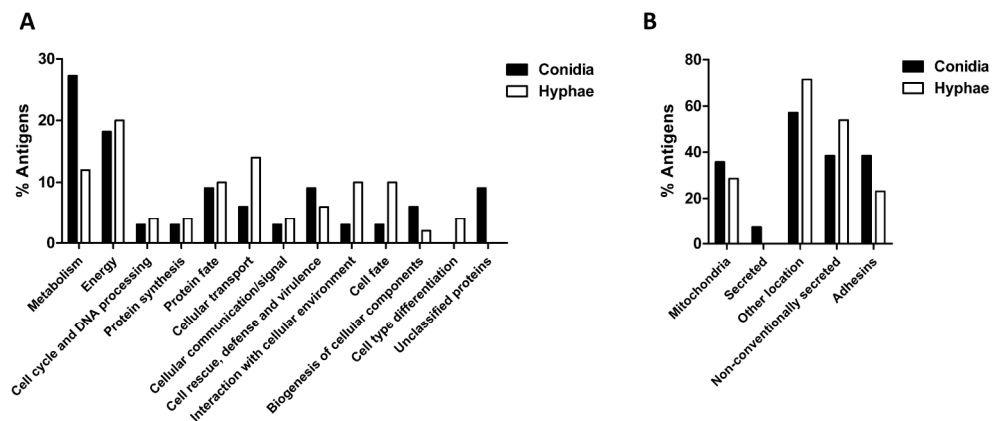 A
% Antigens
30
20
10
0
Conidia
Hyphae
Metabolism
Energy
Cell cycle and DNA processing
Protein synthesis
Protein fate
Cellular transport
Cellular communication/signal
Cell rescue, defense and virulence
Interaction with cellular environment
Cell fate
Biogenesis of cellular components
Cell type differentiation
Unclassified proteins
B
% Antigens
80
60
40
20
0
Conidia
Hyphae
Mitochondria
Secreted
Other location
Non-conventionally secreted
Adhesins